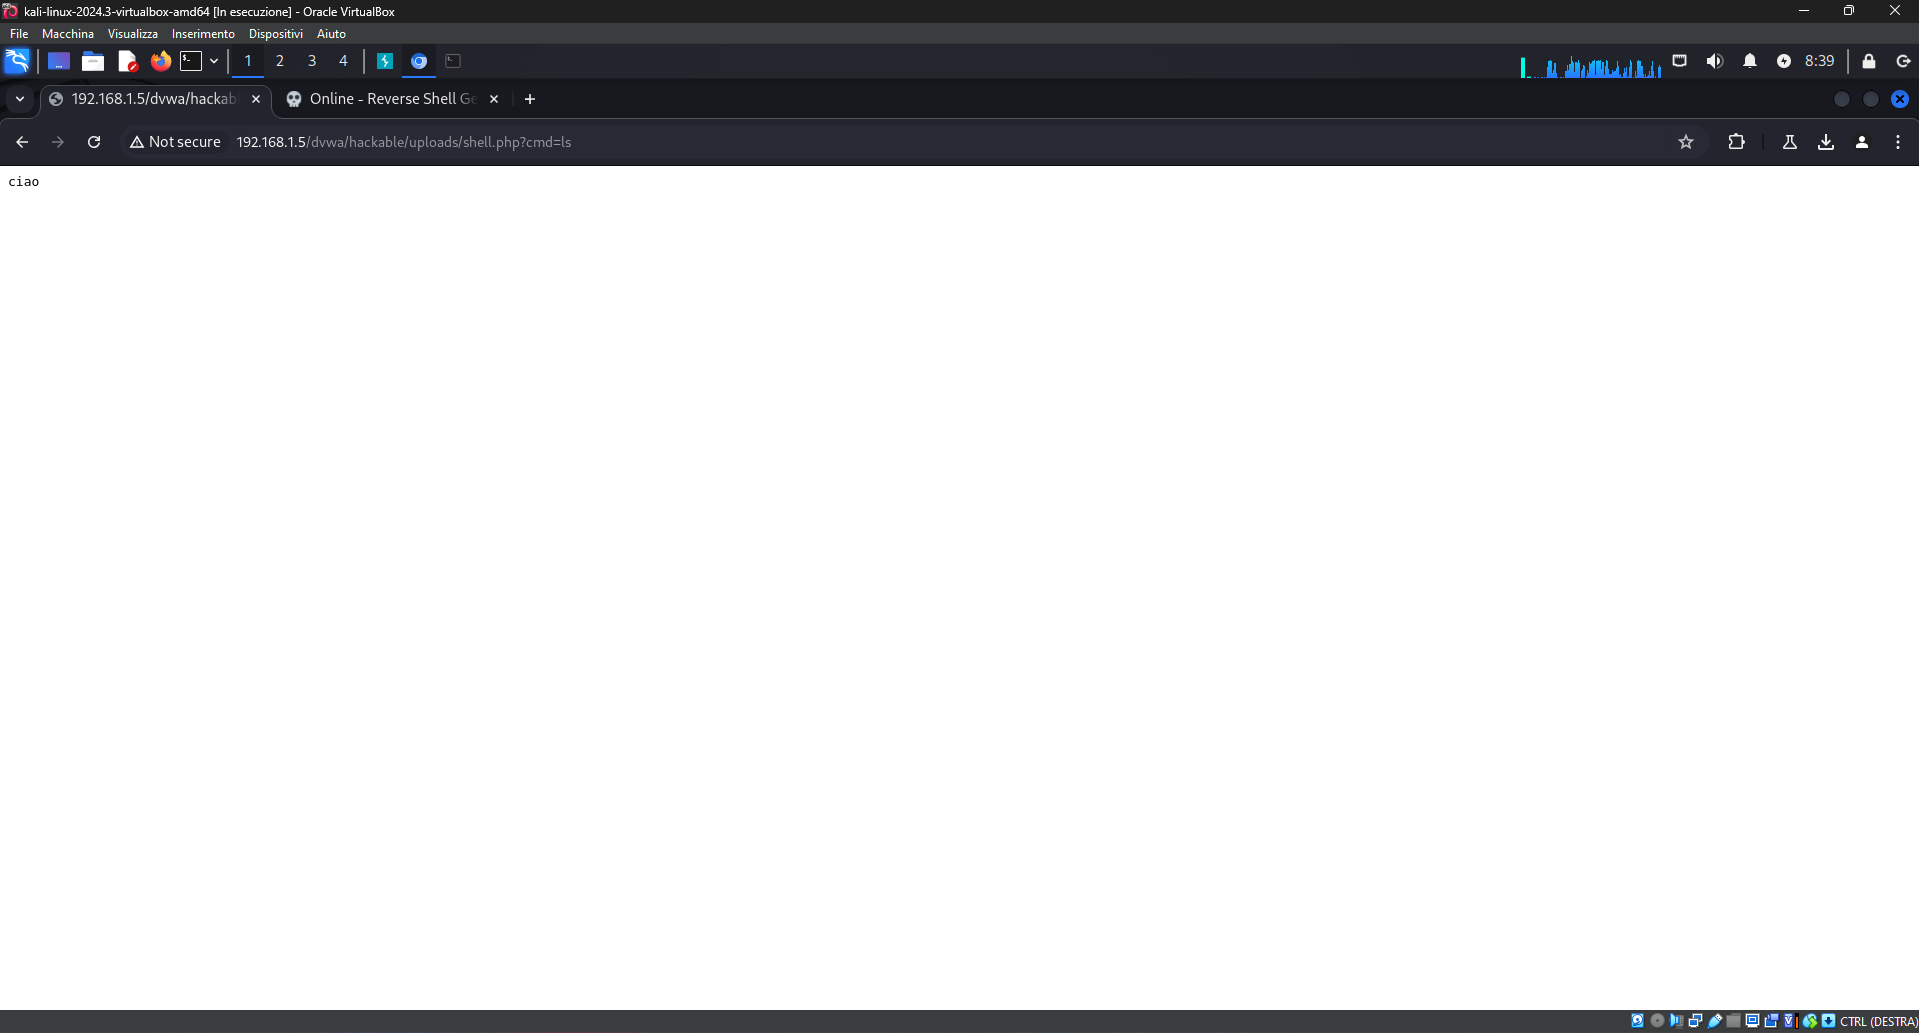 kali-linux-2024.3-virtualbox-amd64 [In esecuzione] - Oracle VirtualBox
File Macchina Visualizza Inserimento Dispositivi Aiuto
1 2 3 4 8:39
192.168.1.5/dvwa/hackab Online - Reverse Shell Ge
Not secure 192.168.1.5/dvwa/hackable/uploads/shell.php?cmd=ls
ciao
CTRL (DESTRA)